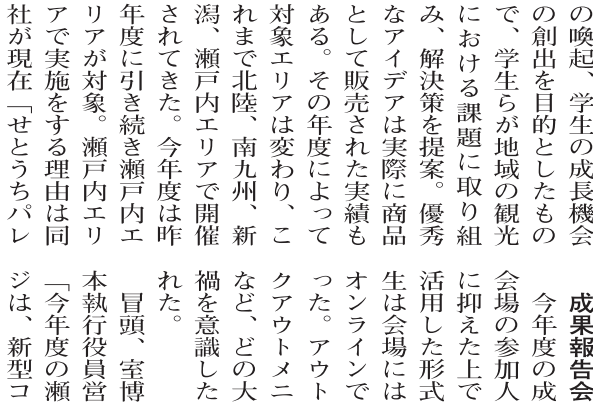 の喚起、学生の成長機会
の創出を目的としたもの
で、学生らが地域の観光
における課題に取り組
み、解決策を提案。優秀
なアイデアは実際に商品
として販売された実績も
ある。その年度によって
対象エリアは変わり、こ
れまで北陸、南九州、新
潟、瀬戸内エリアで開催
されてきた。今年度は昨
年度に引き続き瀬戸内エ
リアが対象。瀬戸内エリ
アで実施をする理由は同
社が現在「せとうちパレ
成果報告会
今年度の成
会場の参加人
に抑えた上で
活用した形式
生は会場には
オンラインで
った。アウト
クアウトメニ
など、どの大
禍を意識した
れた。
冒頭、室博
本執行役員営
「今年度の瀬
ジは、新型コ